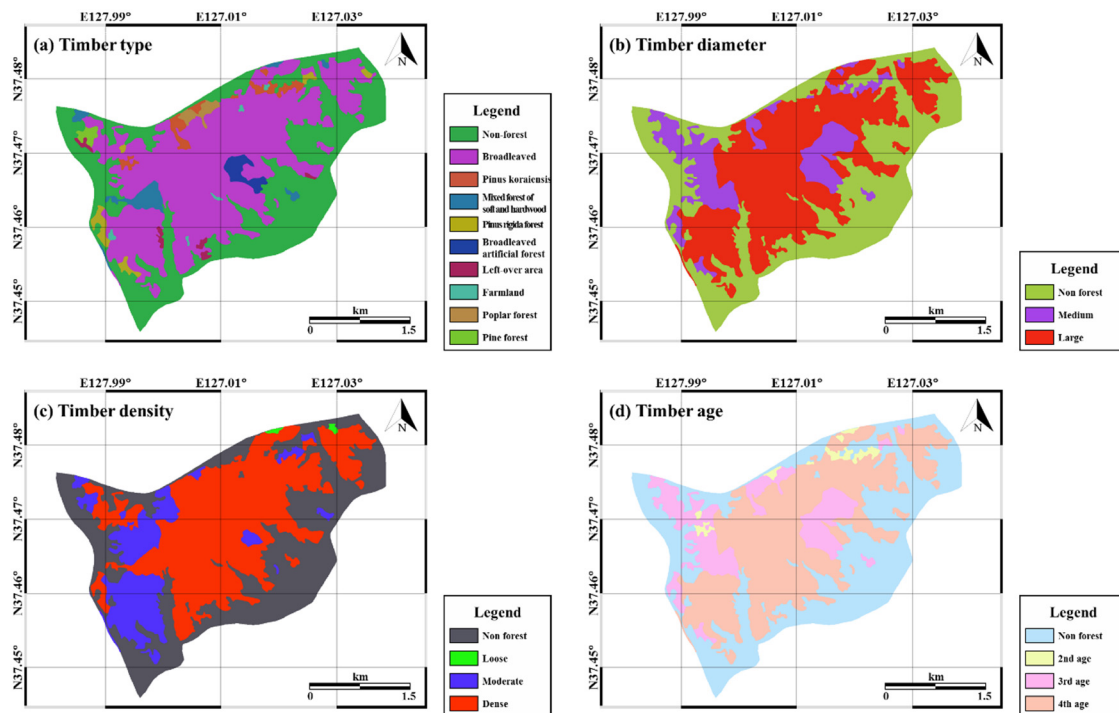 E127.99° E127.01° E127.03°
(a) Timber type
N
N37.48°
N37.47°
N37.46°
N37.45°
Legend
Non-forest
Broadleaved
Pinus koraiensis
Mixed forest of
soft and hardwood
Pinus rigida forest
Broadleaved
artificial forest
Left-over area
Farmland
Poplar forest
Pine forest
km
0 1.5
E127.99° E127.01° E127.03°
(b) Timber diameter
N
N37.48°
N37.47°
N37.46°
N37.45°
Legend
Non forest
Medium
Large
km
0 1.5
E127.99° E127.01° E127.03°
(c) Timber density
N
N37.48°
N37.47°
N37.46°
N37.45°
Legend
Non forest
Loose
Moderate
Dense
km
0 1.5
E127.99° E127.01° E127.03°
(d) Timber age
N
N37.48°
N37.47°
N37.46°
N37.45°
Legend
Non forest
2nd age
3rd age
4th age
km
0 1.5